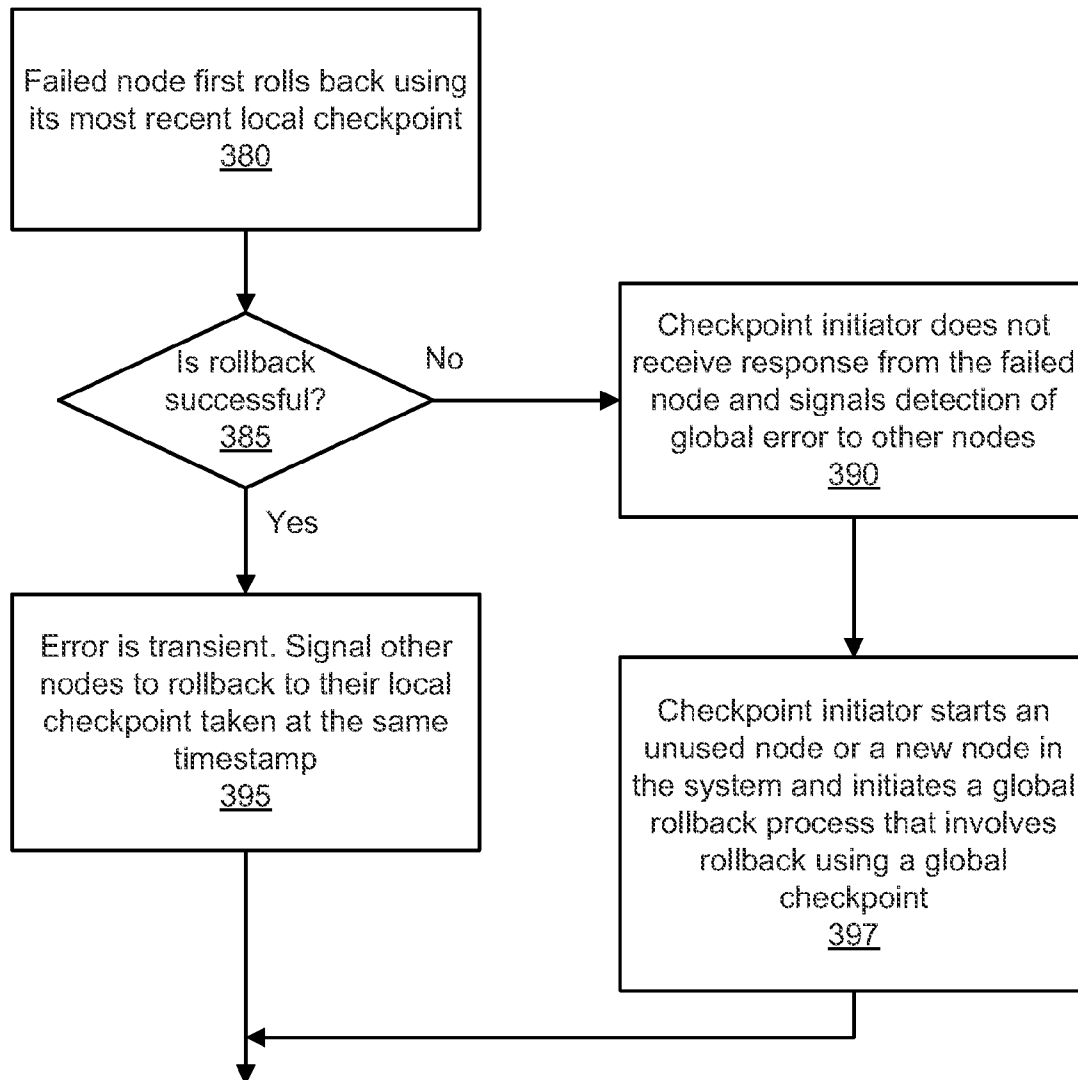 Failed node first rolls back using
its most recent local checkpoint
380
Is rollback
successful?
385
No
Yes
Checkpoint initiator does not
receive response from the failed
node and signals detection of
global error to other nodes
390
Error is transient. Signal other
nodes to rollback to their local
checkpoint taken at the same
timestamp
395
Checkpoint initiator starts an
unused node or a new node in
the system and initiates a global
rollback process that involves
rollback using a global
checkpoint
397